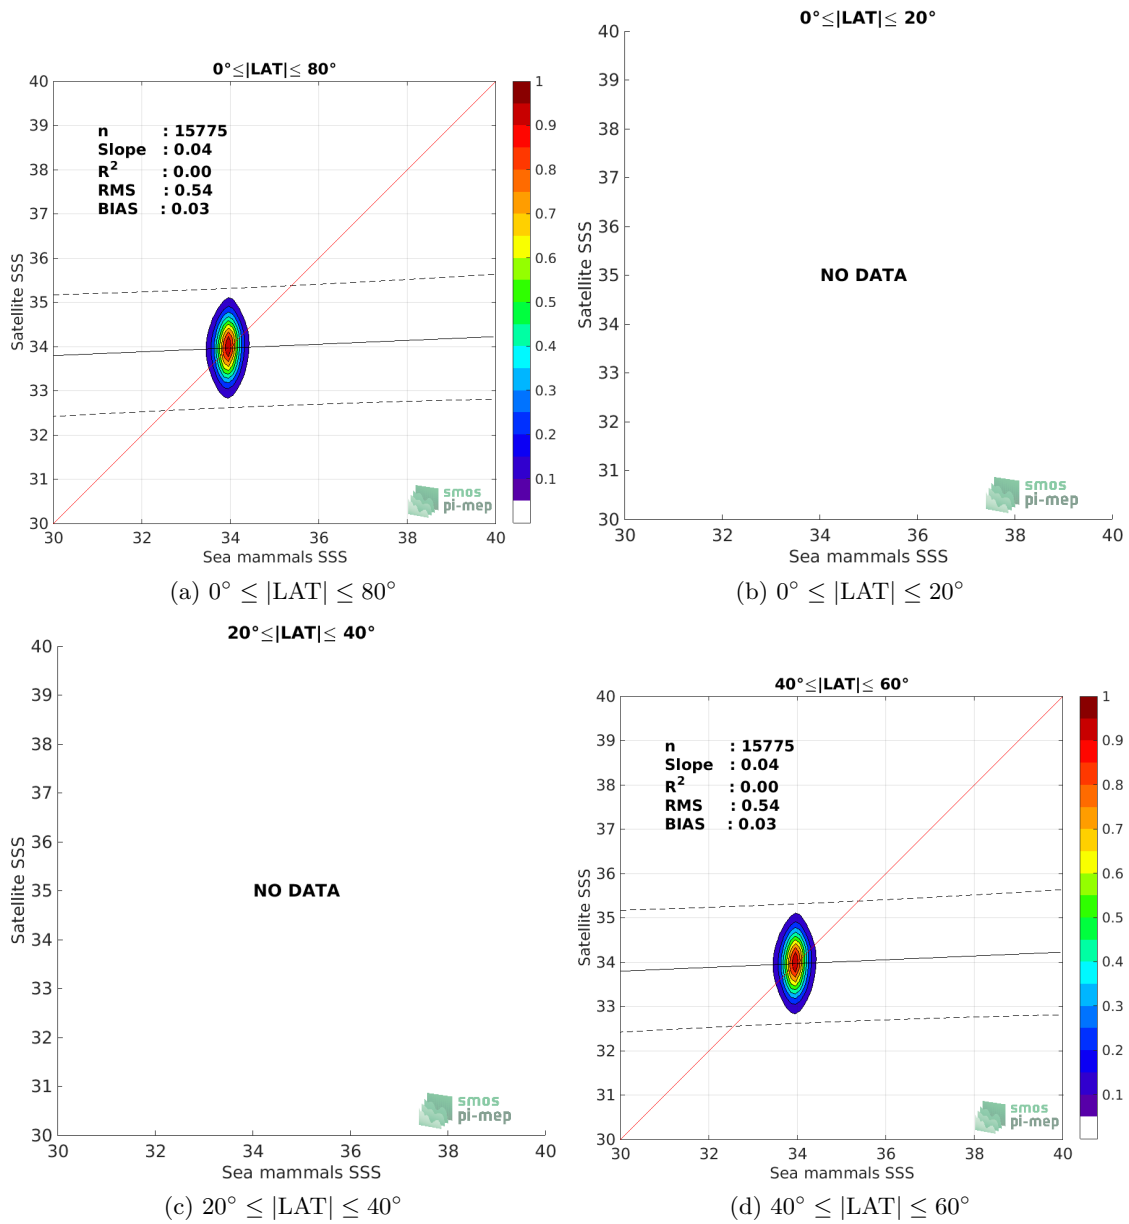 0°≤|LAT|≤ 80°
40
39
38
37
36
35
34
33
32
31
30
30 32 34 36 38 40
Satellite SSS
Sea mammals SSS
n : 15775
Slope : 0.04
R² : 0.00
RMS : 0.54
BIAS : 0.03
1
0.9
0.8
0.7
0.6
0.5
0.4
0.3
0.2
0.1
smos
pi-mep
(a) 0° ≤ |LAT| ≤ 80°
0°≤|LAT|≤ 20°
40
39
38
37
36
35
34
33
32
31
30
30 32 34 36 38 40
Satellite SSS
Sea mammals SSS
NO DATA
smos
pi-mep
(b) 0° ≤ |LAT| ≤ 20°
20°≤|LAT|≤ 40°
40
39
38
37
36
35
34
33
32
31
30
30 32 34 36 38 40
Satellite SSS
Sea mammals SSS
NO DATA
smos
pi-mep
(c) 20° ≤ |LAT| ≤ 40°
40°≤|LAT|≤ 60°
40
39
38
37
36
35
34
33
32
31
30
30 32 34 36 38 40
Satellite SSS
Sea mammals SSS
n : 15775
Slope : 0.04
R² : 0.00
RMS : 0.54
BIAS : 0.03
1
0.9
0.8
0.7
0.6
0.5
0.4
0.3
0.2
0.1
smos
pi-mep
(d) 40° ≤ |LAT| ≤ 60°